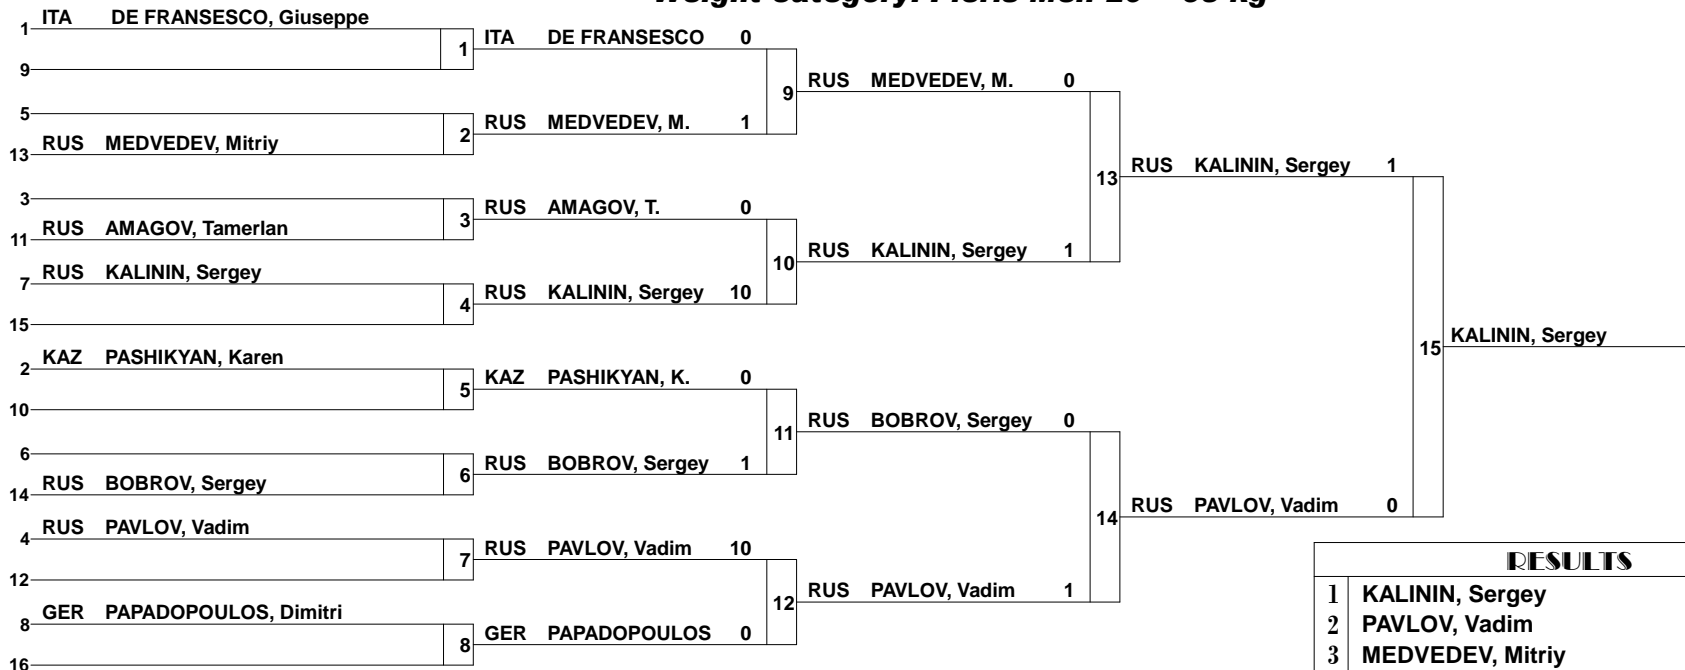 Weight Category: Men kg
1 ITA DE FRANSESCO, Giuseppe
1 ITA DE FRANSESCO 0
9
9 RUS MEDVEDEV, M. 0
5
2 RUS MEDVEDEV, M. 1
13 RUS MEDVEDEV, Mitriy
13 RUS KALININ, Sergey 1
3
3 RUS AMAGOV, T. 0
11 RUS AMAGOV, Tamerlan
10 RUS KALININ, Sergey 1
7 RUS KALININ, Sergey
4 RUS KALININ, Sergey 10
15
15 KALININ, Sergey
2 KAZ PASHIKYAN, Karen
5 KAZ PASHIKYAN, K. 0
10
11 RUS BOBROV, Sergey 0
6
6 RUS BOBROV, Sergey 1
14 RUS BOBROV, Sergey
14 RUS PAVLOV, Vadim 0
4 RUS PAVLOV, Vadim
7 RUS PAVLOV, Vadim 10
12
12 RUS PAVLOV, Vadim 1
8 GER PAPADOPOULOS, Dimitri
8 GER PAPADOPOULOS 0
16
RESULTS
1 KALININ, Sergey
2 PAVLOV, Vadim
3 MEDVEDEV, Mitriy